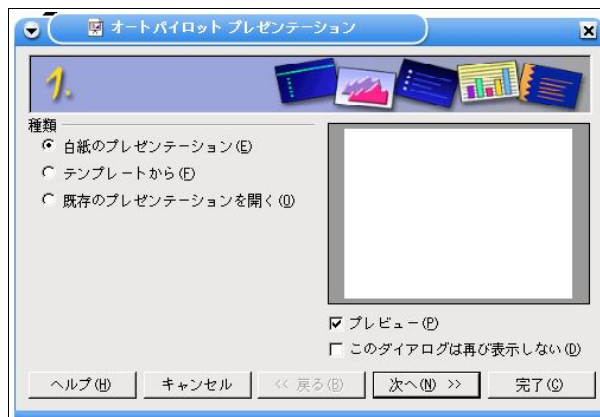 オートパイロット プレゼンテーション
1.
種類
白紙のプレゼンテーション(E)
テンプレートから(F)
既存のプレゼンテーションを開く(O)
プレビュー(P)
このダイアログは再び表示しない(D)
ヘルプ(H)
キャンセル
<< 戻る(B)
次へ(N) >>
完了(C)